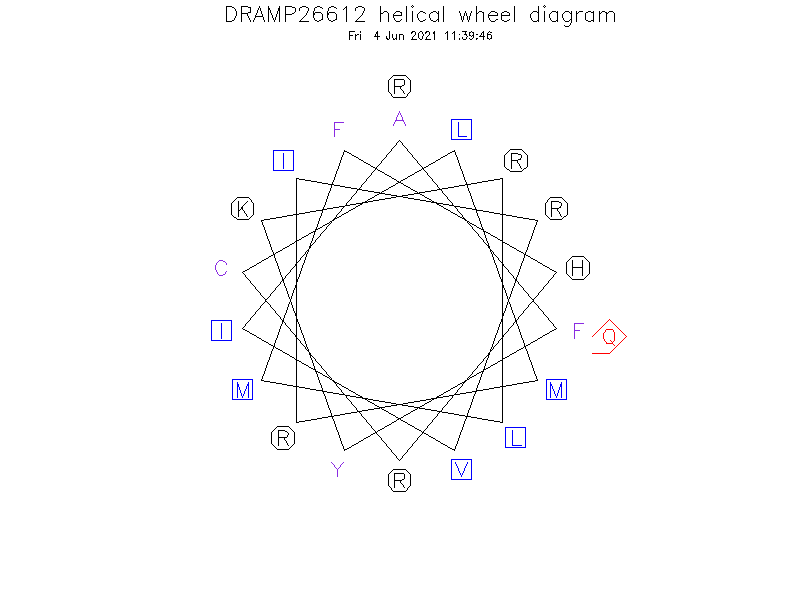 DRAMP26612 helical wheel diagram
Fri 4 Jun 2021 11:39:46
R
F A L
I R
K R
C H
I F Q
M M
R L
Y R V